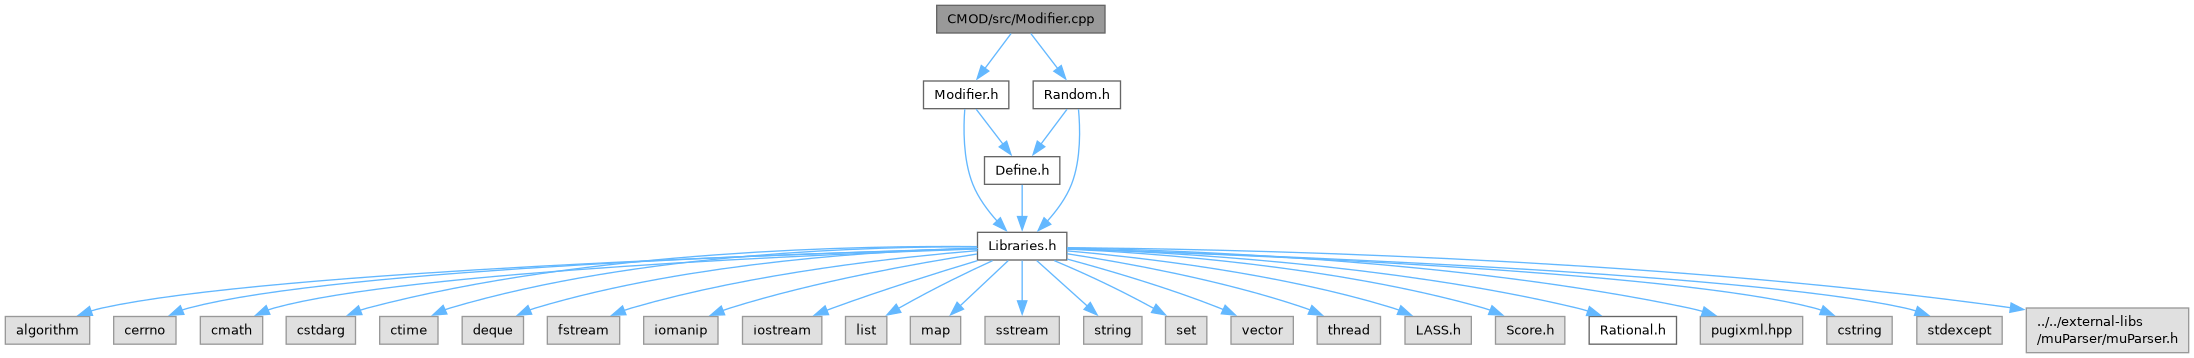 CMOD/src/Modifier.cpp
Modifier.h
Random.h
Define.h
Libraries.h
algorithm
cerrno
cmath
cstdarg
ctime
deque
fstream
iomanip
iostream
list
map
sstream
string
set
vector
thread
LASS.h
Score.h
Rational.h
pugixml.hpp
cstring
stdexcept
../../external-libs
/muParser/muParser.h